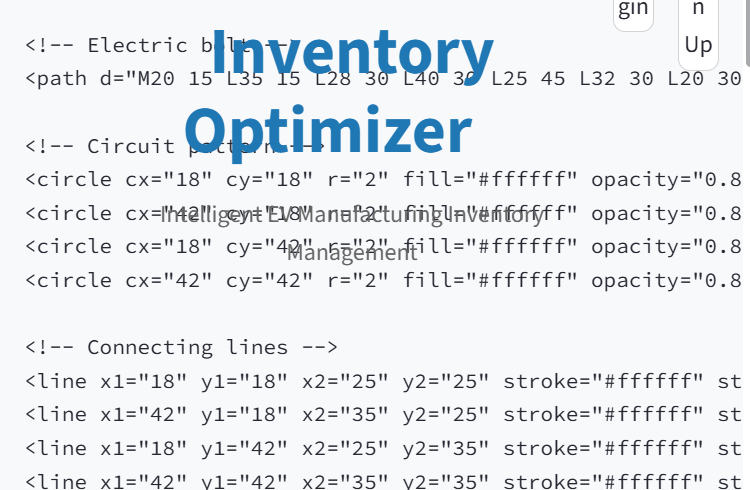 gin
n
Up
<!-- Electric bolt -->
Inventory
<path d="M20 15 L35 15 L28 30 L40 30 L25 45 L32 30 L20 30
Optimizer
<!-- Circuit pattern -->
<circle cx="18" cy="18" r="2" fill="#ffffff" opacity="0.8
<circle cx="42" cy="18" r="2" fill="#ffffff" opacity="0.8
Intelligent EV Manufacturing Inventory
<circle cx="18" cy="42" r="2" fill="#ffffff" opacity="0.8
Management
<circle cx="42" cy="42" r="2" fill="#ffffff" opacity="0.8
<!-- Connecting lines -->
<line x1="18" y1="18" x2="25" y2="25" stroke="#ffffff" st
<line x1="42" y1="18" x2="35" y2="25" stroke="#ffffff" st
<line x1="18" y1="42" x2="25" y2="35" stroke="#ffffff" st
<line x1="42" y1="42" x2="35" y2="35" stroke="#ffffff" st